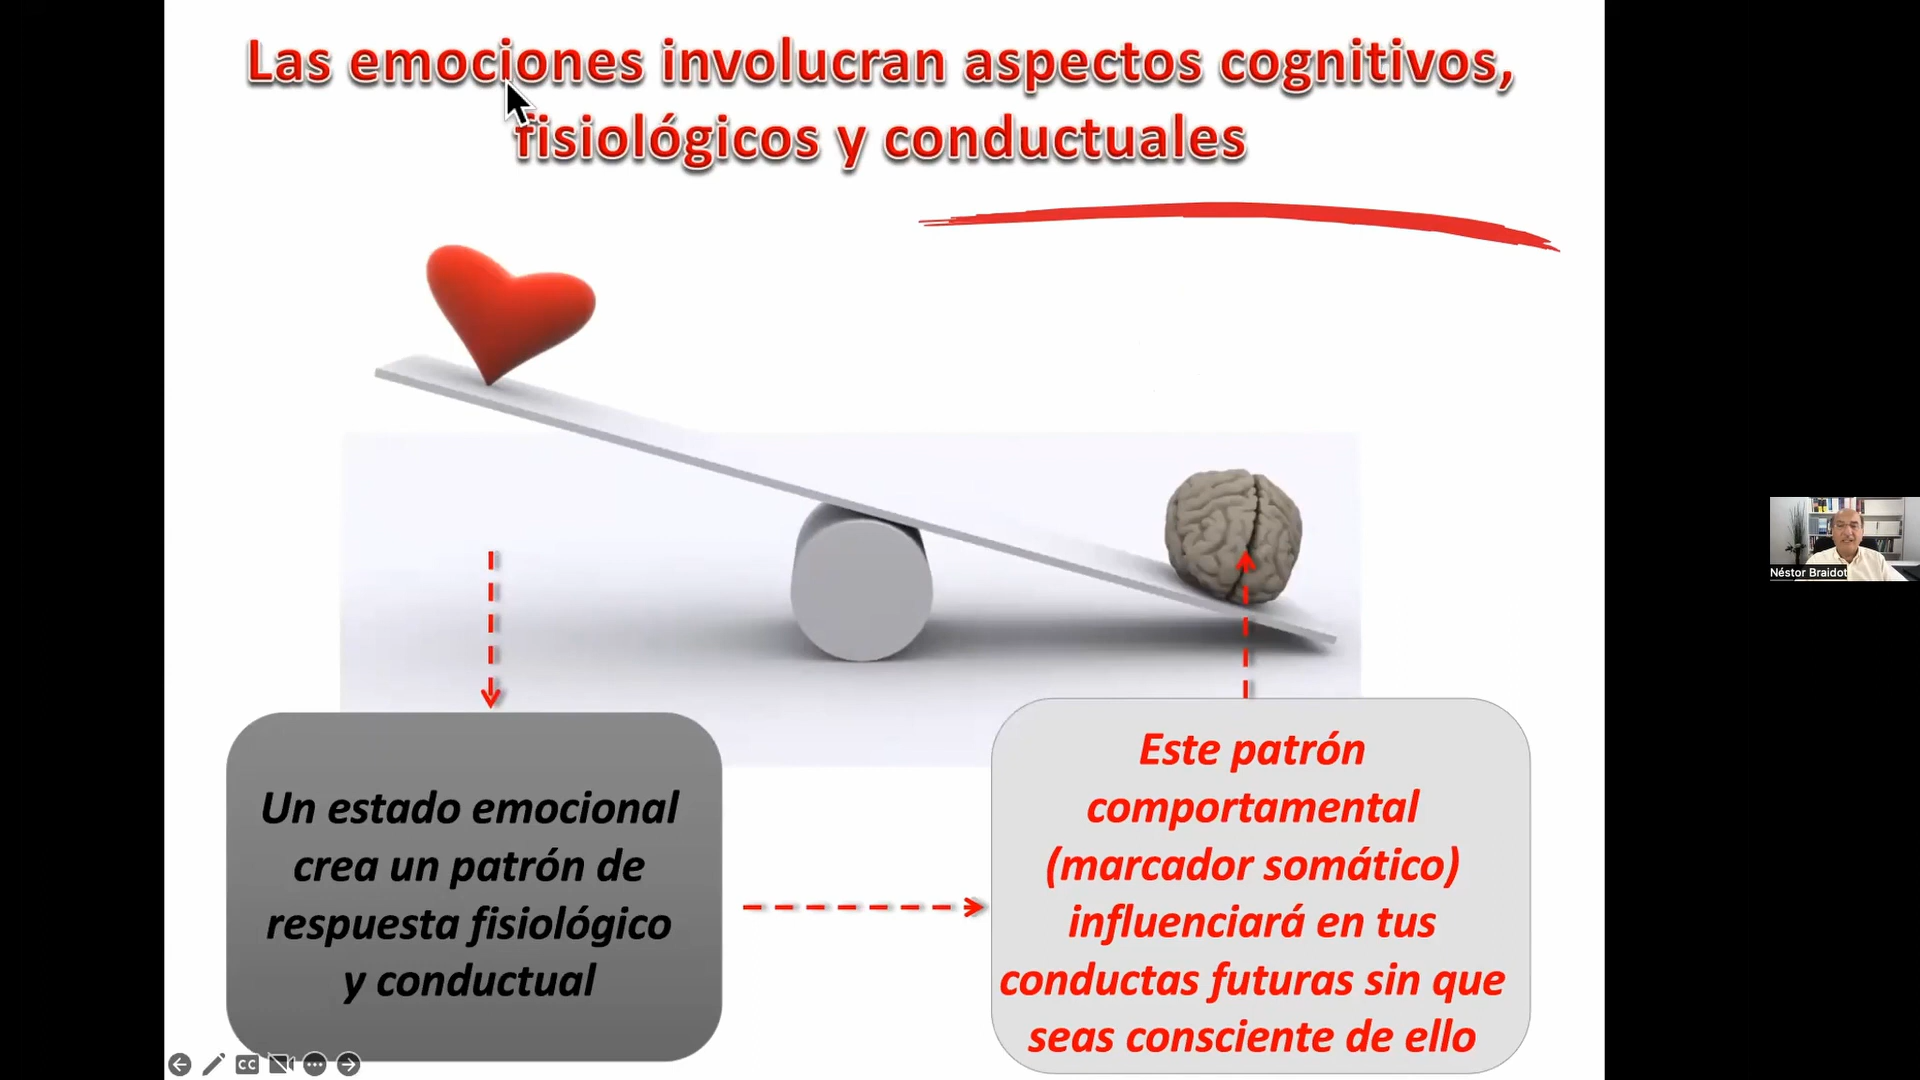 Las emociones involucran aspectos cognitivos,
fisiológicos y conductuales
Un estado emocional
crea un patrón de
respuesta fisiológico
y conductual
Este patrón
comportamental
(marcador somático)
influenciará en tus
conductas futuras sin que
seas consciente de ello
Néstor Braidot
CC